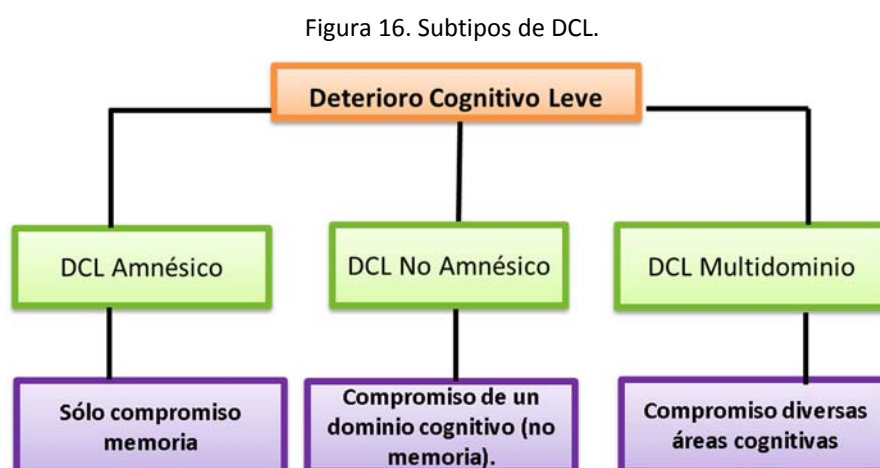 Figura 16. Subtipos de DCL.
Deterioro Cognitivo Leve
DCL Amnésico
DCL No Amnésico
DCL Multidominio
Sólo compromiso
memoria
Compromiso de un
dominio cognitivo (no
memoria).
Compromiso diversas
áreas cognitivas